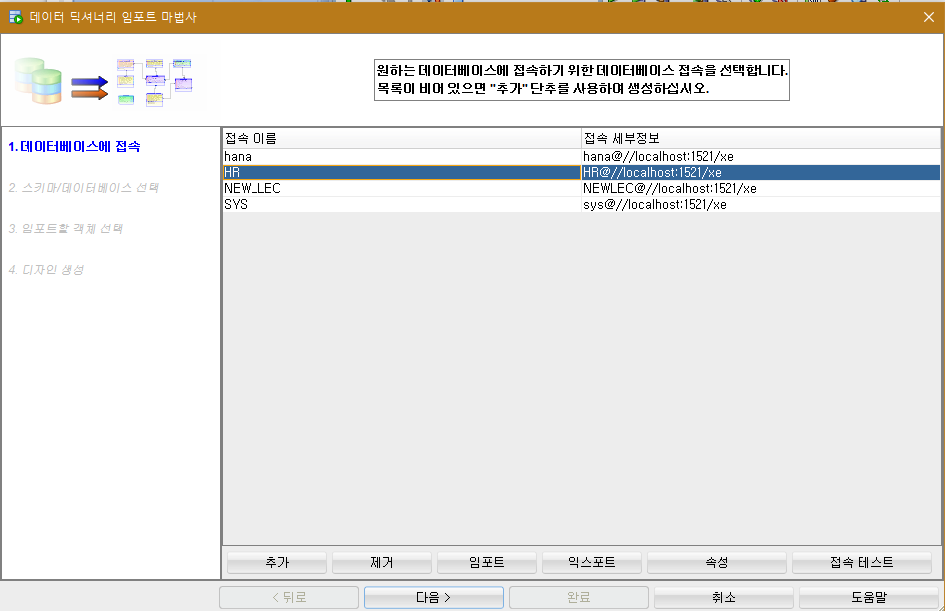 데이터 딕셔너리 임포트 마법사
원하는 데이터베이스에 접속하기 위한 데이터베이스 접속을 선택합니다.
목록이 비어 있으면 "추가" 단추를 사용하여 생성하십시오.
1.데이터베이스에 접속
2. 스키마/데이터베이스 선택
3. 임포트할 객체 선택
4. 디자인 생성
접속 이름 접속 세부정보
hana hana@//localhost:1521/xe
HR HR@//localhost:1521/xe
NEW_LEC NEWLEC@//localhost:1521/xe
SYS sys@//localhost:1521/xe
추가 제거 임포트 익스포트 속성 접속 테스트
< 뒤로 다음 > 완료 취소 도움말